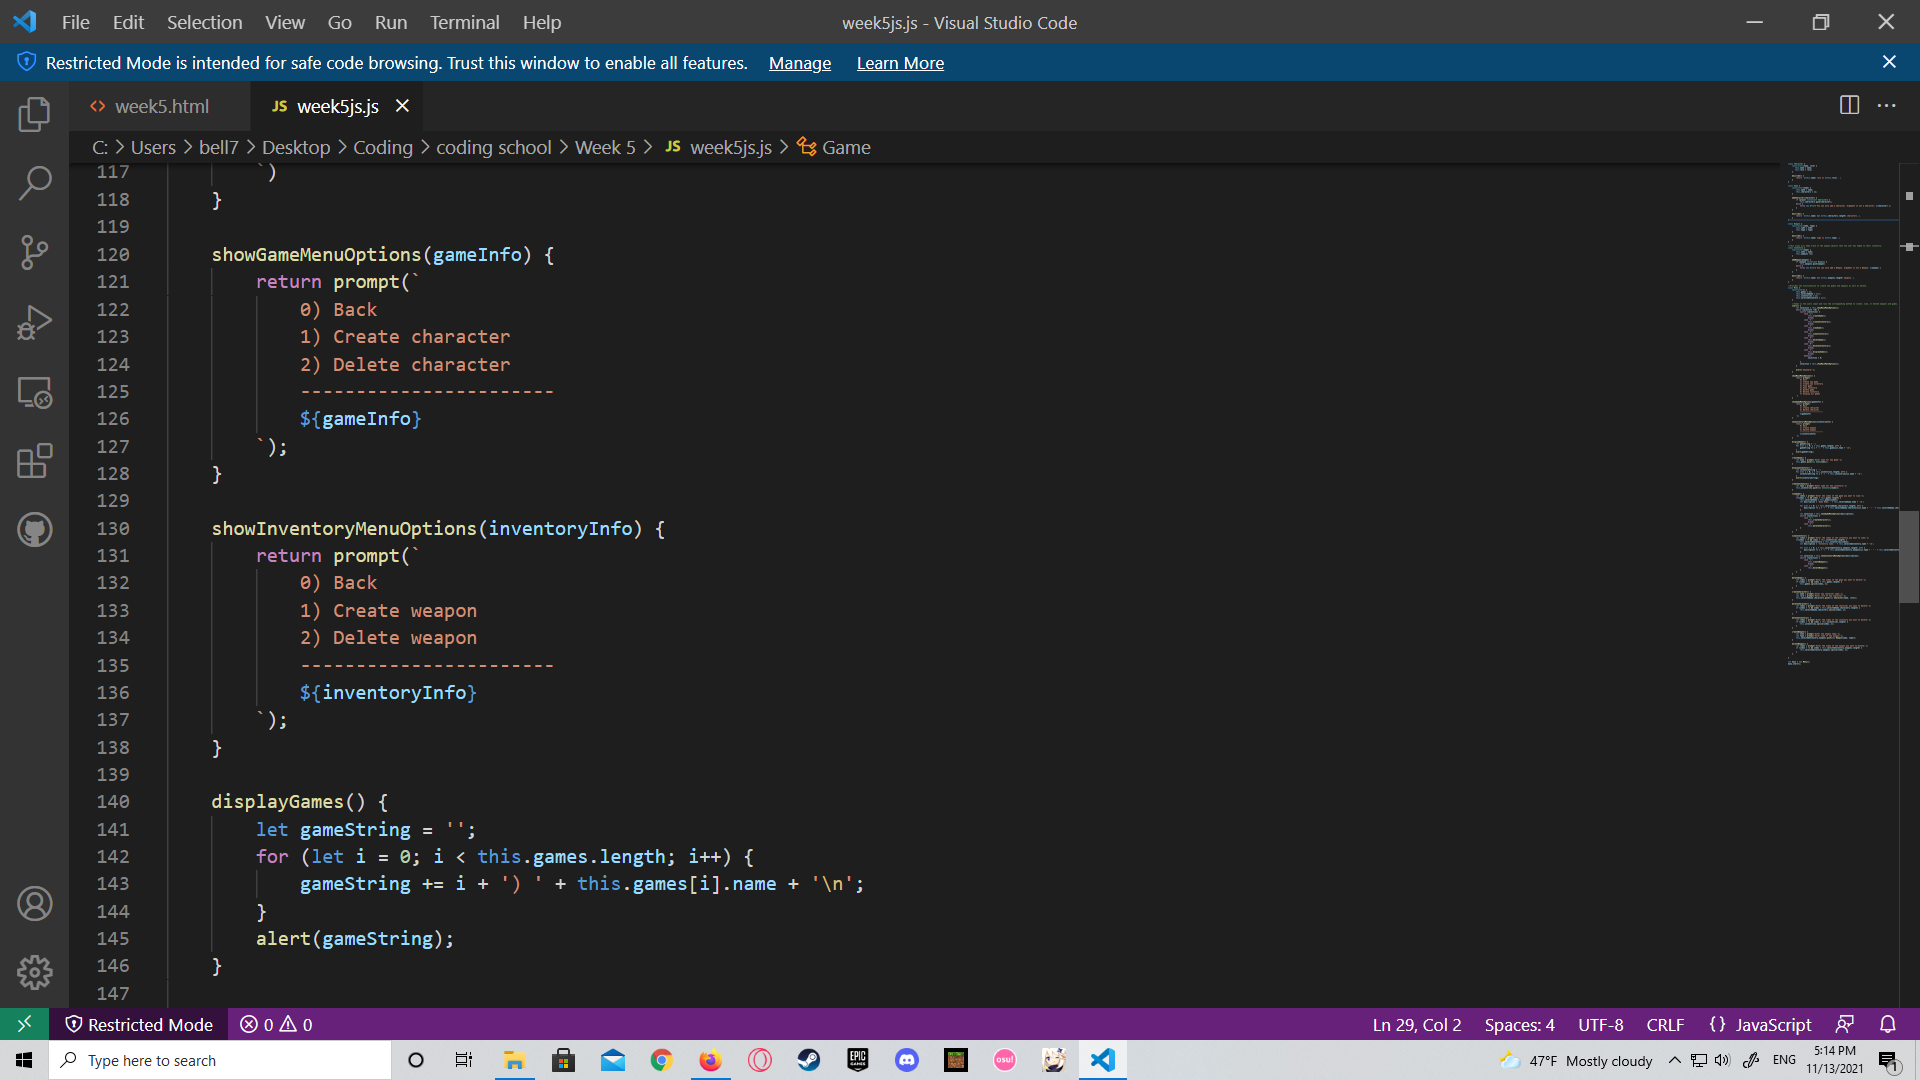 File Edit Selection View Go Run Terminal Help week5js.js - Visual Studio Code
Restricted Mode is intended for safe code browsing. Trust this window to enable all features. Manage Learn More
week5.html JS week5js.js
C: > Users > bell7 > Desktop > Coding > coding school > Week 5 > JS week5js.js > Game
117 `)
118 }
119
120 showGameMenuOptions(gameInfo) {
121 return prompt(`
122 0) Back
123 1) Create character
124 2) Delete character
125 -----------------------
126 ${gameInfo}
127 `);
128 }
129
130 showInventoryMenuOptions(inventoryInfo) {
131 return prompt(`
132 0) Back
133 1) Create weapon
134 2) Delete weapon
135 -----------------------
136 ${inventoryInfo}
137 `);
138 }
139
140 displayGames() {
141 let gameString = '';
142 for (let i = 0; i < this.games.length; i++) {
143 gameString += i + ') ' + this.games[i].name + '\n';
144 }
145 alert(gameString);
146 }
147
Restricted Mode 0 0 Ln 29, Col 2 Spaces: 4 UTF-8 CRLF {} JavaScript
Type here to search EPIC GAMES osu! 47°F Mostly cloudy ENG 5:14 PM 11/13/2021 1